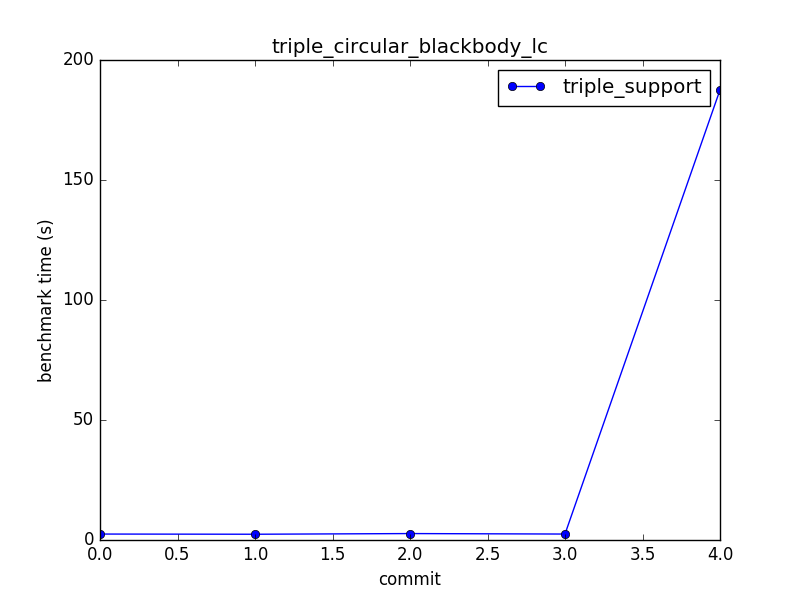 triple_circular_blackbody_lc
triple_support
200
150
100
50
0
benchmark time (s)
0.0 0.5 1.0 1.5 2.0 2.5 3.0 3.5 4.0
commit